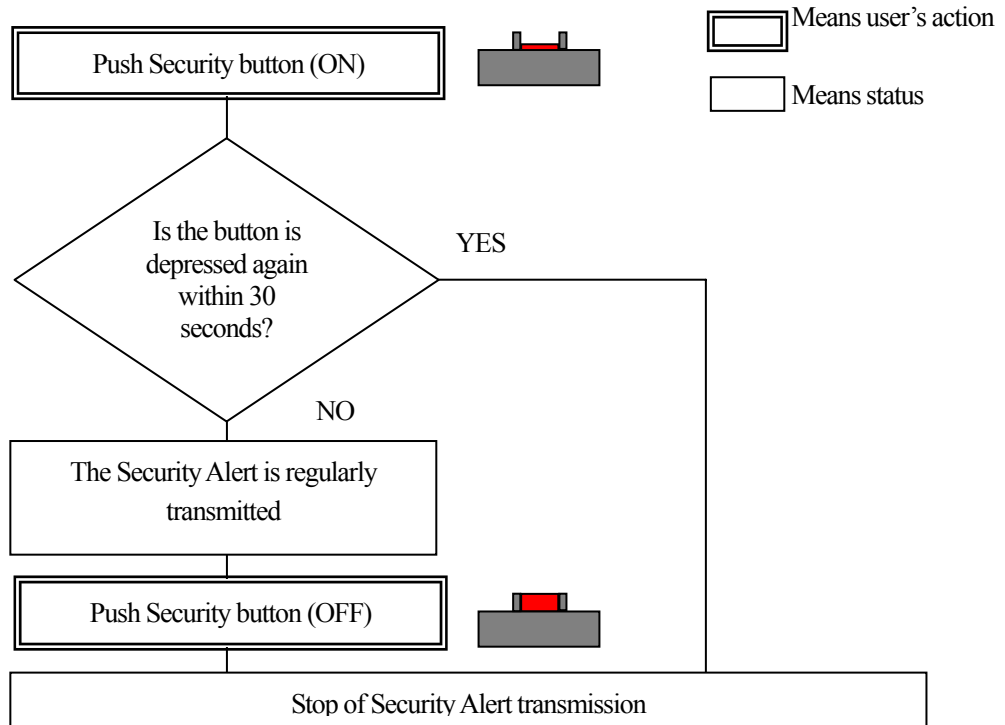 Means user's action
Push Security button (ON)
Means status
Is the button is
depressed again
within 30
seconds?
YES
NO
The Security Alert is regularly
transmitted
Push Security button (OFF)
Stop of Security Alert transmission